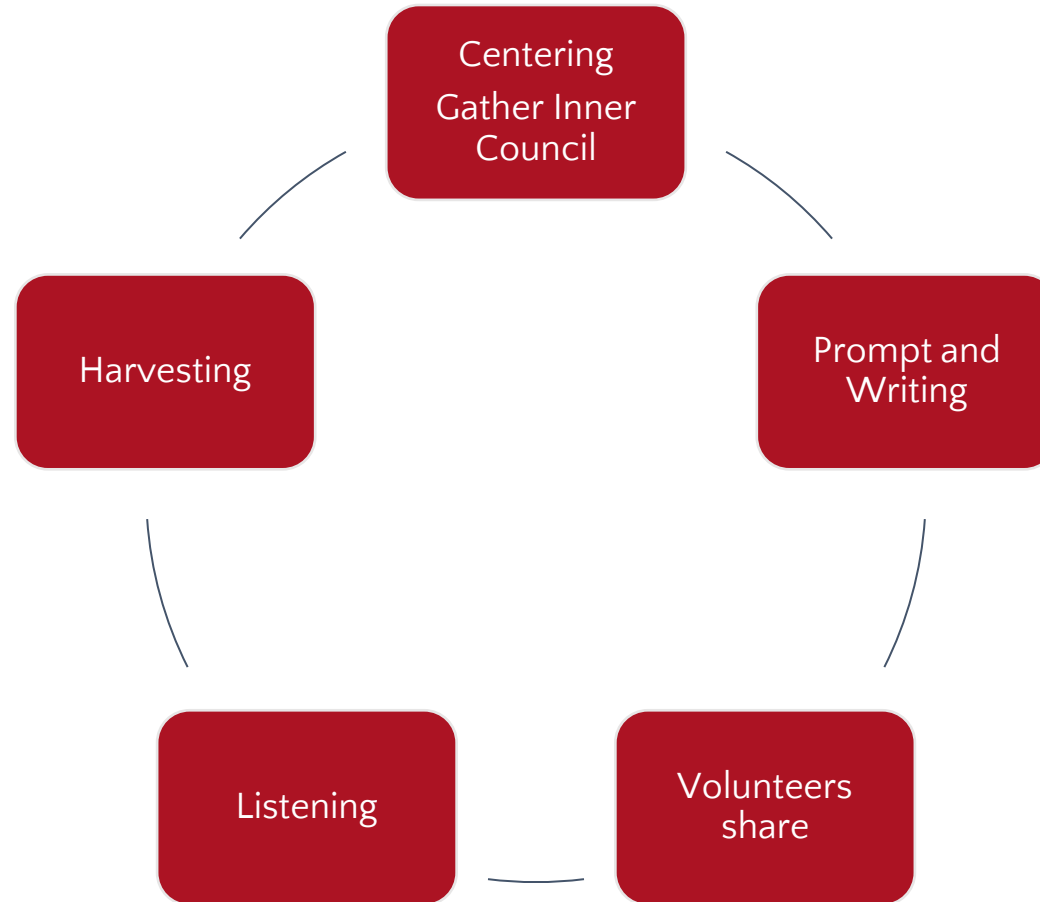 Centering
Gather Inner
Council
Prompt and
Writing
Volunteers
share
Listening
Harvesting